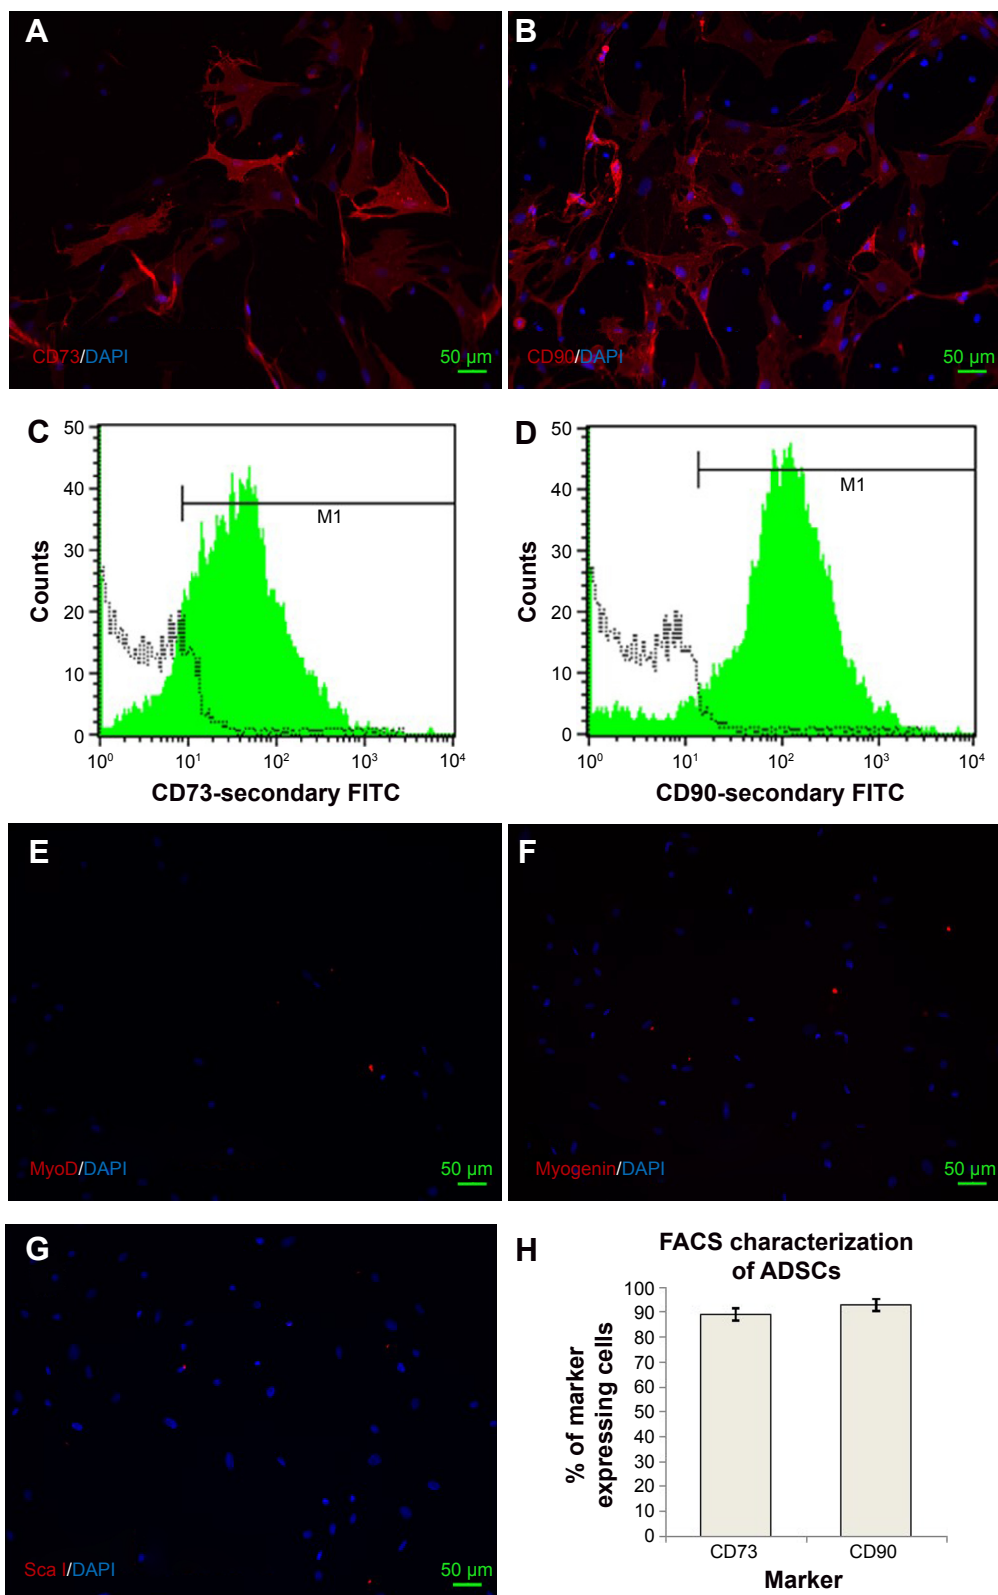 A
CD73/DAPI
50 µm
B
CD90/DAPI
50 µm
C
50
40
30
20
10
0
Counts
M1
10⁰ 10¹ 10² 10³ 10⁴
CD73-secondary FITC
D
50
40
30
20
10
0
Counts
M1
10⁰ 10¹ 10² 10³ 10⁴
CD90-secondary FITC
E
MyoD/DAPI
50 µm
F
Myogenin/DAPI
50 µm
G
Sca I/DAPI
50 µm
H
FACS characterization
of ADSCs
100
90
80
70
60
50
40
30
20
10
0
% of marker
expressing cells
CD73 CD90
Marker